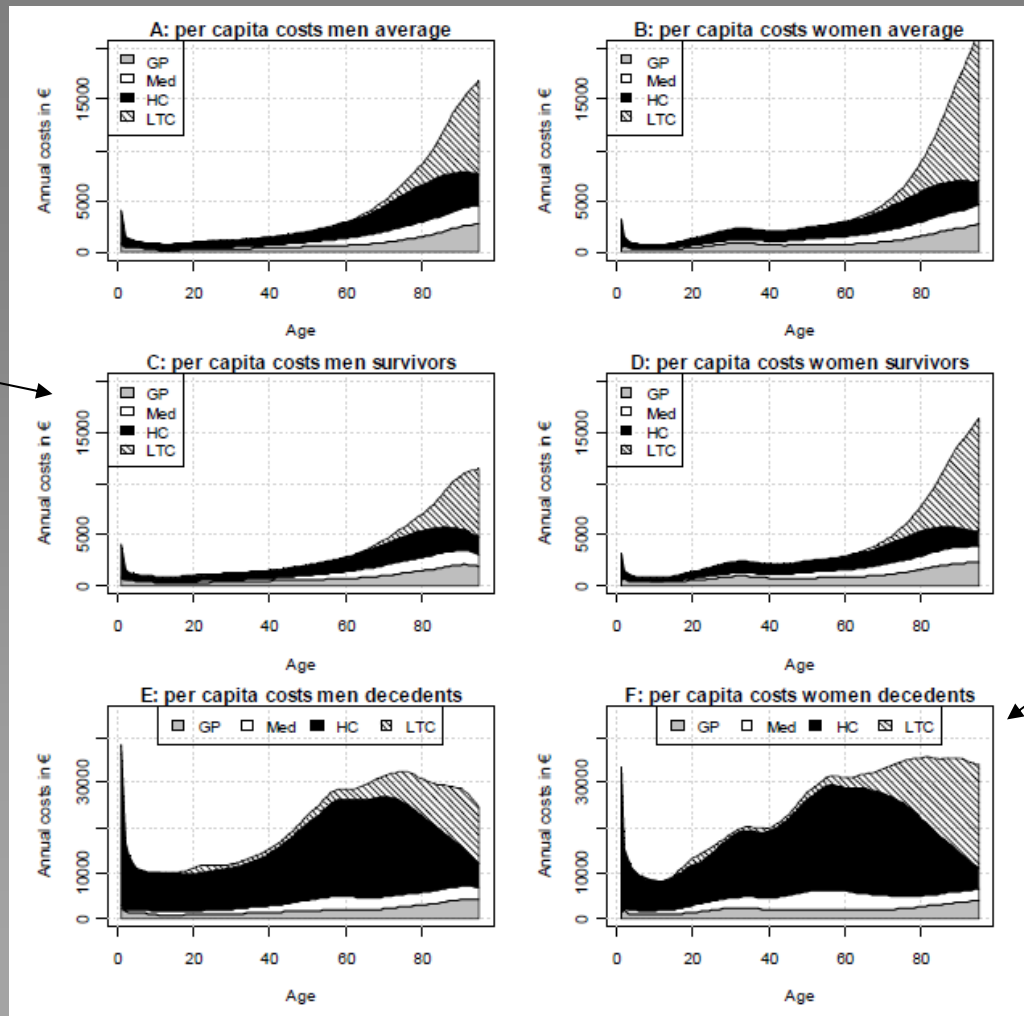 A: per capita costs men average
GP
Med
HC
LTC
Annual costs in €
0 5000 15000
0 20 40 60 80
Age
B: per capita costs women average
GP
Med
HC
LTC
Annual costs in €
0 5000 15000
0 20 40 60 80
Age
C: per capita costs men survivors
GP
Med
HC
LTC
Annual costs in €
0 5000 15000
0 20 40 60 80
Age
D: per capita costs women survivors
GP
Med
HC
LTC
Annual costs in €
0 5000 15000
0 20 40 60 80
Age
E: per capita costs men decedents
GP Med HC LTC
Annual costs in €
0 10000 30000
0 20 40 60 80
Age
F: per capita costs women decedents
GP Med HC LTC
Annual costs in €
0 10000 30000
0 20 40 60 80
Age